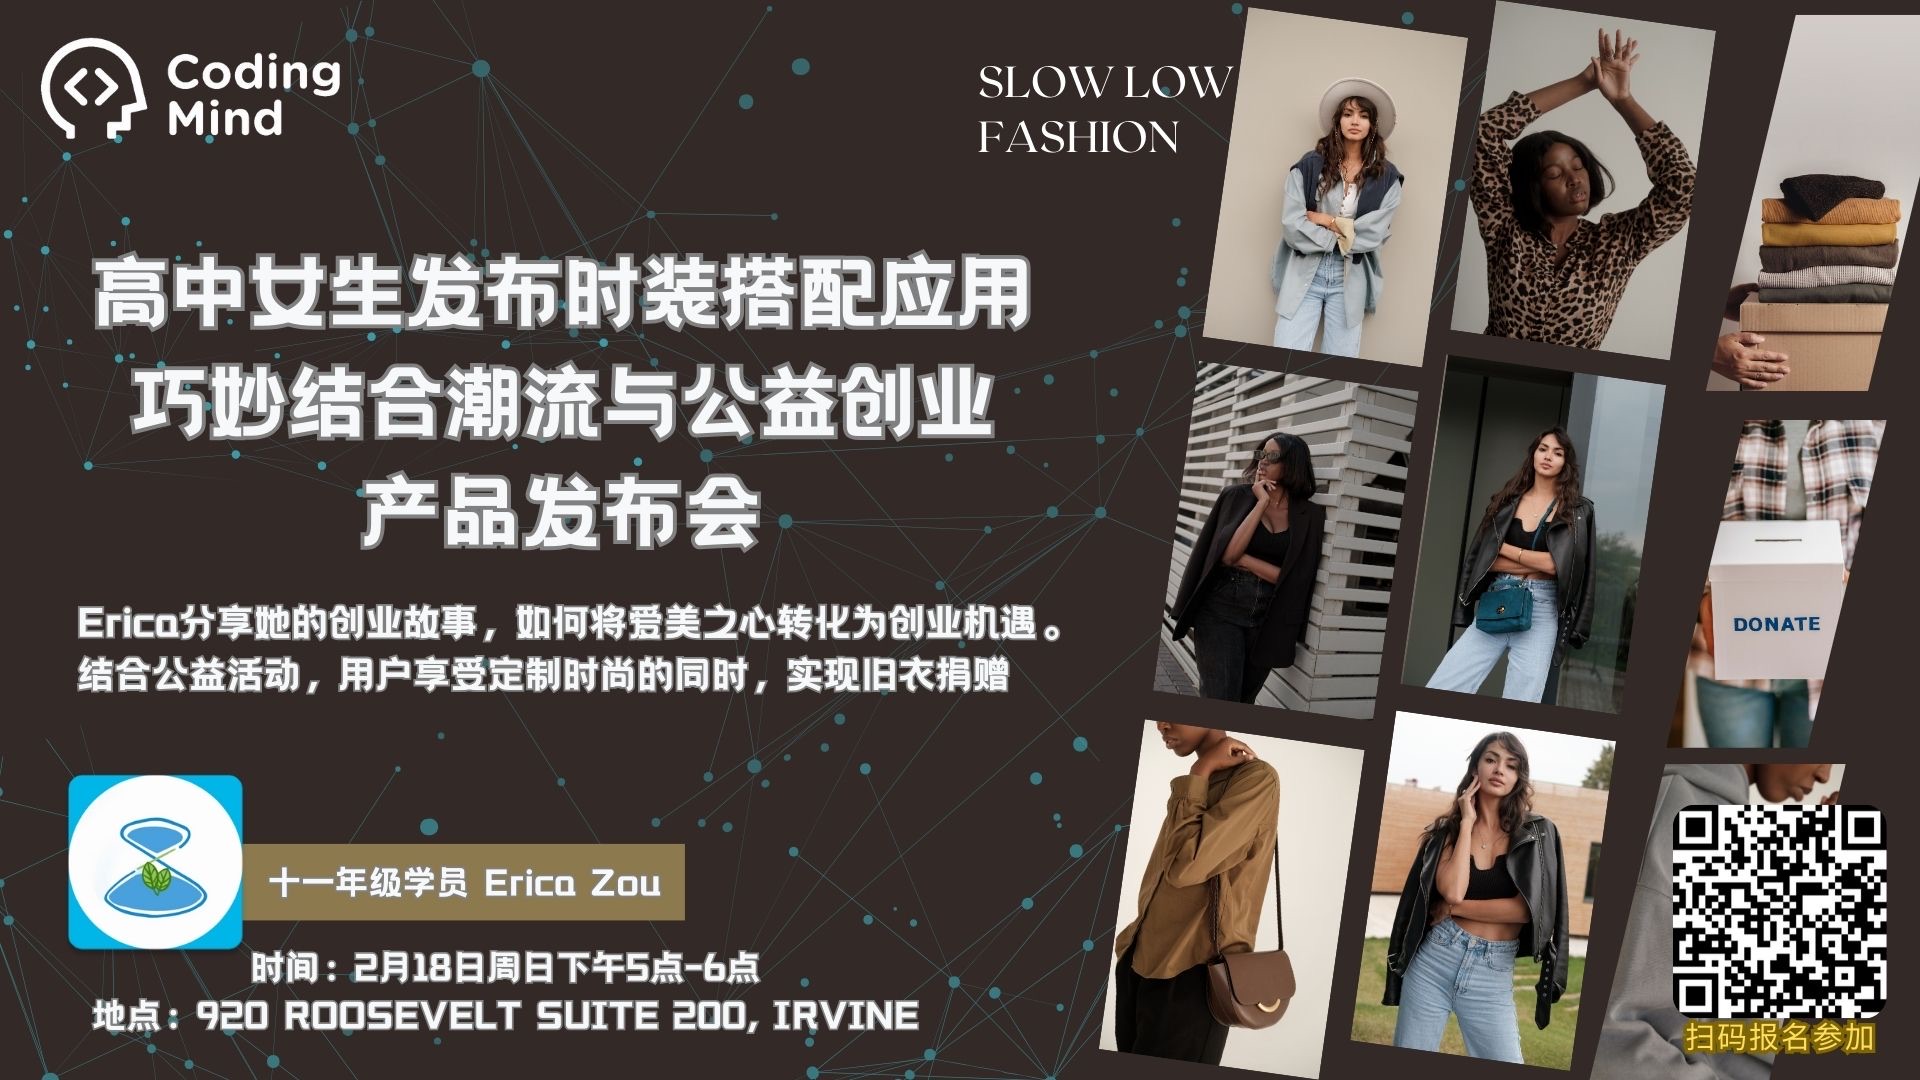 Coding
Mind
SLOW LOW
FASHION
高中女生发布时装搭配应用
巧妙结合潮流与公益创业
产品发布会
Erica分享她的创业故事，如何将爱美之心转化为创业机遇。
结合公益活动，用户享受定制时尚的同时，实现旧衣捐赠
DONATE
十一年级学员 Erica Zou
时间：2月18日周日下午5点-6点
地点：920 ROOSEVELT SUITE 200, IRVINE
扫码报名参加